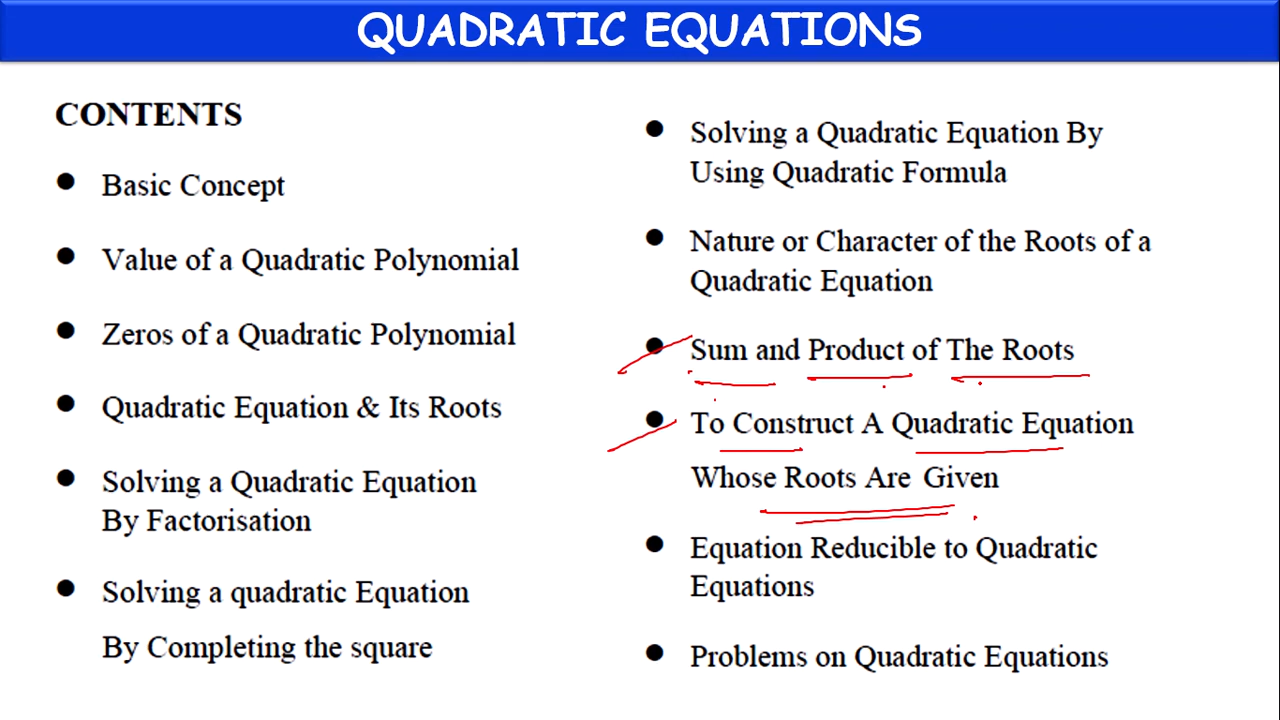 QUADRATIC EQUATIONS
CONTENTS
● Basic Concept
● Value of a Quadratic Polynomial
● Zeros of a Quadratic Polynomial
● Quadratic Equation & Its Roots
● Solving a Quadratic Equation
By Factorisation
● Solving a quadratic Equation
By Completing the square
● Solving a Quadratic Equation By
Using Quadratic Formula
● Nature or Character of the Roots of a
Quadratic Equation
● Sum and Product of The Roots
● To Construct A Quadratic Equation
Whose Roots Are Given
● Equation Reducible to Quadratic
Equations
● Problems on Quadratic Equations